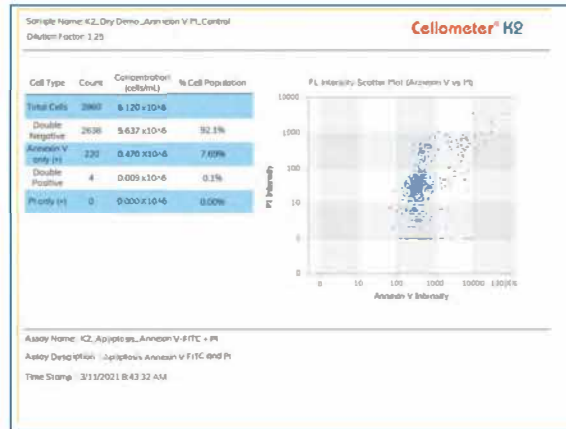 Sample Name: K2_Dry Demo_Annexin V-PI_Control
Dilution Factor: 1.25
Cellometer® K2
Cell Type Count Concentration (cells/mL) % Cell Population
Total Cells 2860 6.120 x10^6
Double Negative 2636 5.637 x10^6 92.1%
Annexin V only (+) 220 0.470 X10^6 7.69%
Double Positive 4 0.009 x10^6 0.1%
PI only (+) 0 0.000 X10^6 0.00%
FL Intensity Scatter Plot (Annexin V vs PI)
10000
1000
100
10
0
0
PI Intensity
0 10 100 1000 10000
Annexin V Intensity
Assay Name: K2_Apoptosis_Annexin V-FITC + PI
Assay Description: Apoptosis Annexin V FITC and PI
Time Stamp: 3/11/2021 8:43:32 AM